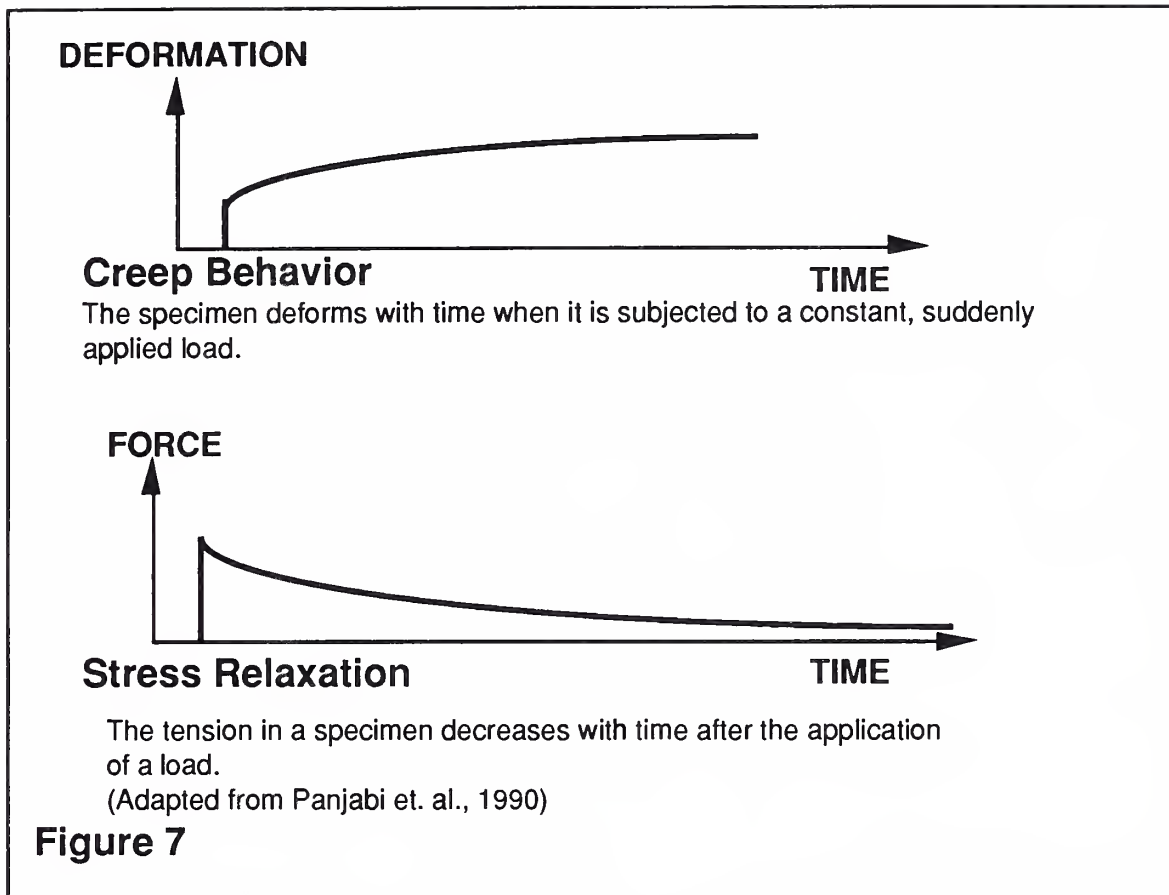 DEFORMATION
Creep Behavior
TIME
The specimen deforms with time when it is subjected to a constant, suddenly
applied load.
FORCE
Stress Relaxation
TIME
The tension in a specimen decreases with time after the application
of a load.
(Adapted from Panjabi et. al., 1990)
Figure 7